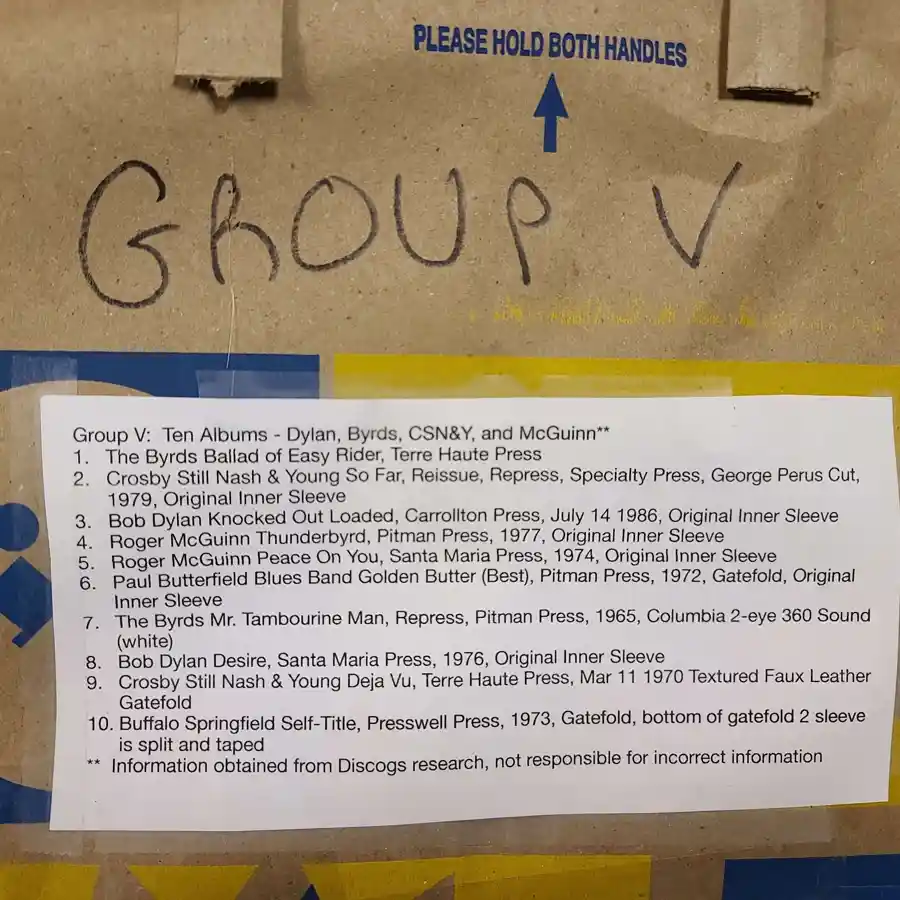 PLEASE HOLD BOTH HANDLES
GROUP V
Group V: Ten Albums - Dylan, Byrds, CSN&Y, and McGuinn**
1. The Byrds Ballad of Easy Rider, Terre Haute Press
2. Crosby Still Nash & Young So Far, Reissue, Repress, Specialty Press, George Perus Cut,
1979, Original Inner Sleeve
3. Bob Dylan Knocked Out Loaded, Carrollton Press, July 14 1986, Original Inner Sleeve
4. Roger McGuinn Thunderbyrd, Pitman Press, 1977, Original Inner Sleeve
5. Roger McGuinn Peace On You, Santa Maria Press, 1974, Original Inner Sleeve
6. Paul Butterfield Blues Band Golden Butter (Best), Pitman Press, 1972, Gatefold, Original
Inner Sleeve
7. The Byrds Mr. Tambourine Man, Repress, Pitman Press, 1965, Columbia 2-eye 360 Sound
(white)
8. Bob Dylan Desire, Santa Maria Press, 1976, Original Inner Sleeve
9. Crosby Still Nash & Young Deja Vu, Terre Haute Press, Mar 11 1970 Textured Faux Leather
Gatefold
10. Buffalo Springfield Self-Title, Presswell Press, 1973, Gatefold, bottom of gatefold 2 sleeve
is split and taped
** Information obtained from Discogs research, not responsible for incorrect information